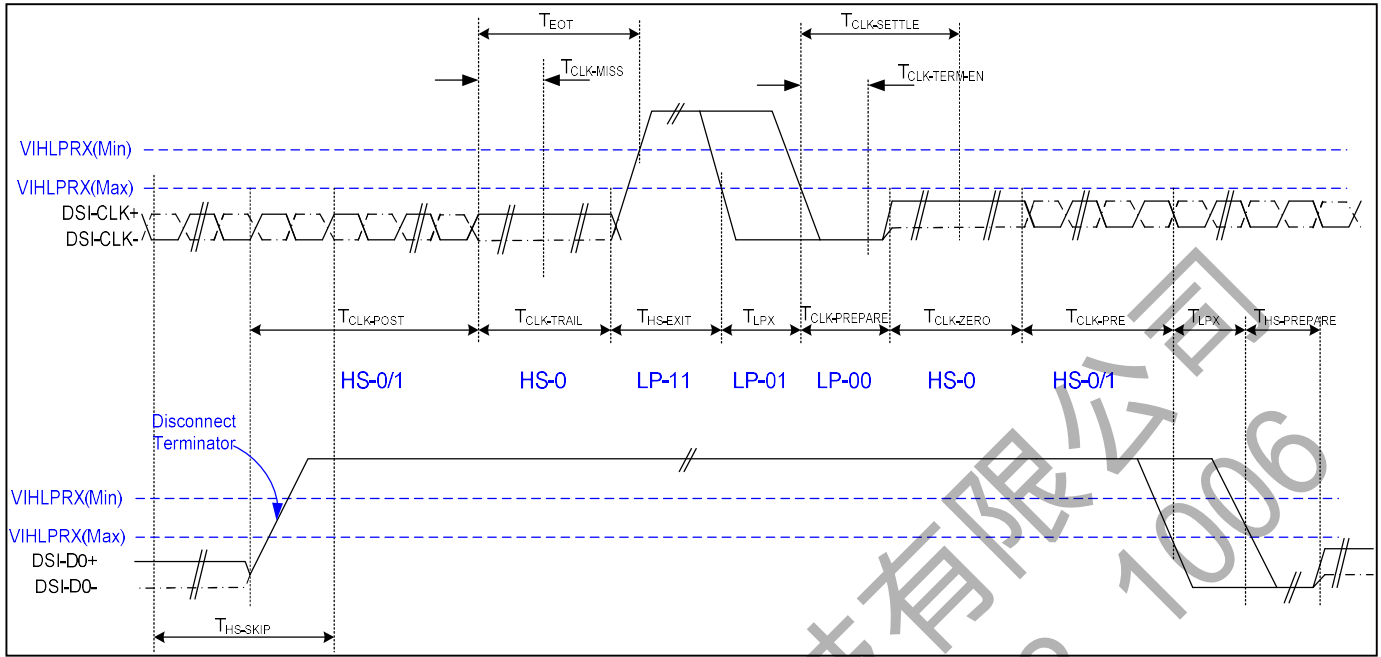 TEOT
TCLK-SETTLE
TCLK-MISS
TCLK-TERM-EN
VIHLPRX(Min)
VIHLPRX(Max)
DSI-CLK+
DSI-CLK-
TCLK-POST TCLK-TRAIL THS-EXIT TLPX TCLK-PREPARE TCLK-ZERO TCLK-PRE TLPX THS-PREPARE
HS-0/1 HS-0 LP-11 LP-01 LP-00 HS-0 HS-0/1
Disconnect
Terminator
VIHLPRX(Min)
VIHLPRX(Max)
DSI-D0+
DSI-D0-
THS-SKIP
技有限公司
1006